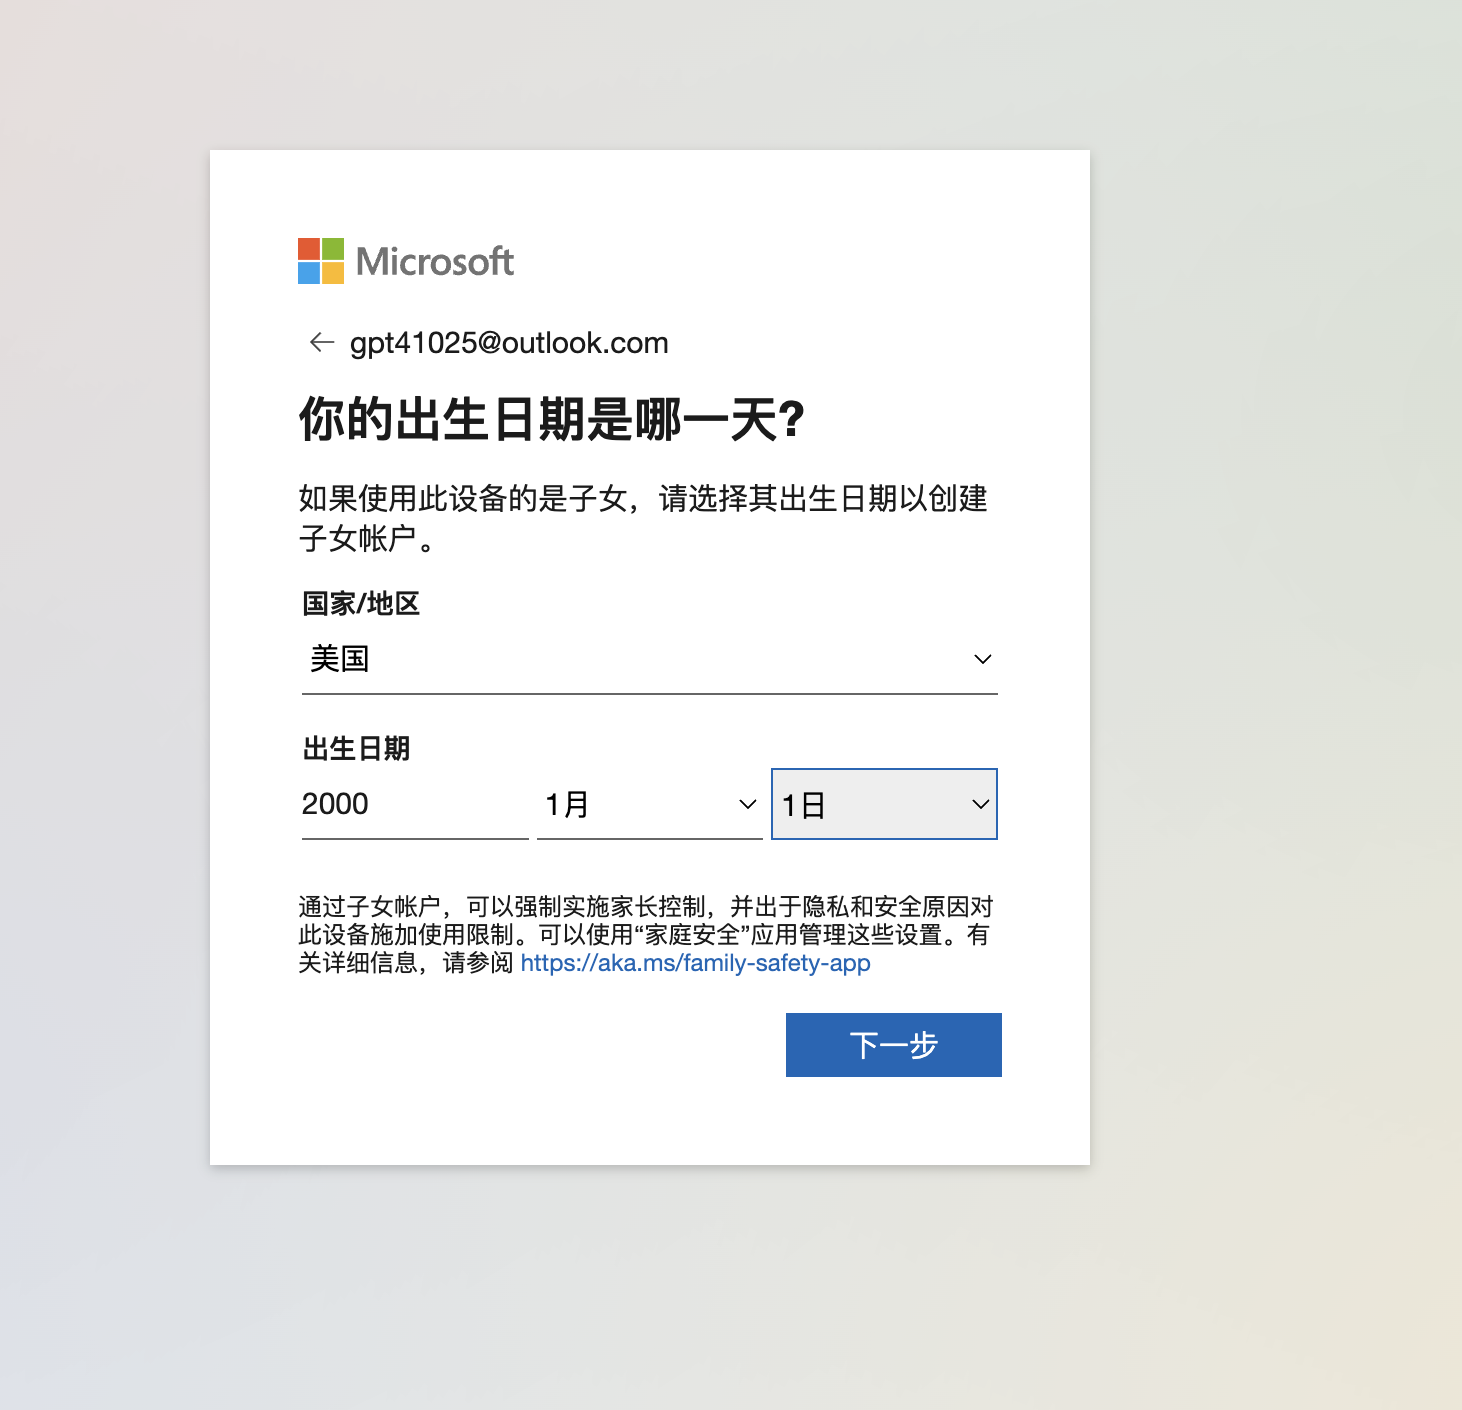 Microsoft
gpt41025@outlook.com
你的出生日期是哪一天?
如果使用此设备的是子女，请选择其出生日期以创建
子女帐户。
国家/地区
美国
出生日期
2000 1月 1日
通过子女帐户，可以强制实施家长控制，并出于隐私和安全原因对
此设备施加使用限制。可以使用“家庭安全”应用管理这些设置。有
关详细信息，请参阅 https://aka.ms/family-safety-app
下一步